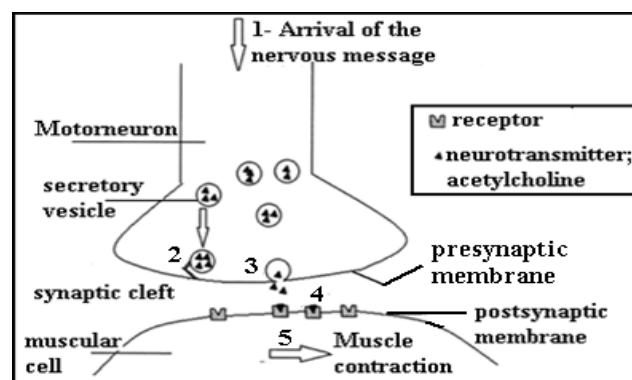 1- Arrival of the
nervous message
Motorneuron
receptor
neurotransmitter;
acetylcholine
secretory
vesicle
2
3
presynaptic
membrane
synaptic cleft
4
postsynaptic
membrane
5
muscular
cell
Muscle
contraction